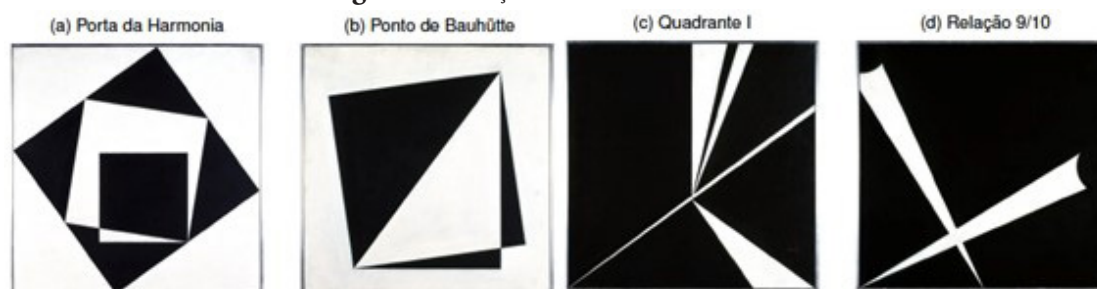 (a) Porta da Harmonia
(b) Ponto de Bauhütte
(c) Quadrante I
(d) Relação 9/10